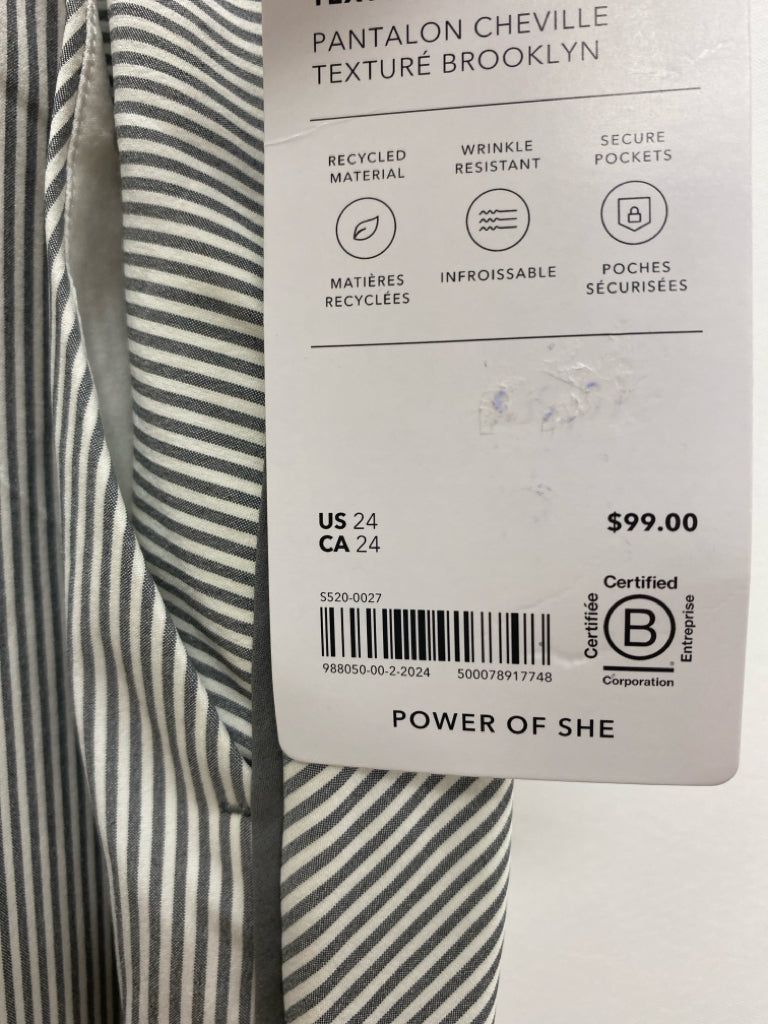 PANTALON CHEVILLE
TEXTURÉ BROOKLYN
RECYCLED
MATERIAL
WRINKLE
RESISTANT
SECURE
POCKETS
MATIÈRES
RECYCLÉES
INFROISSABLE
POCHES
SÉCURISÉES
US 24
CA 24
$99.00
S520-0027
988050-00-2-2024 500078917748
Certified
Certifiée
B
Entreprise
Corporation
POWER OF SHE